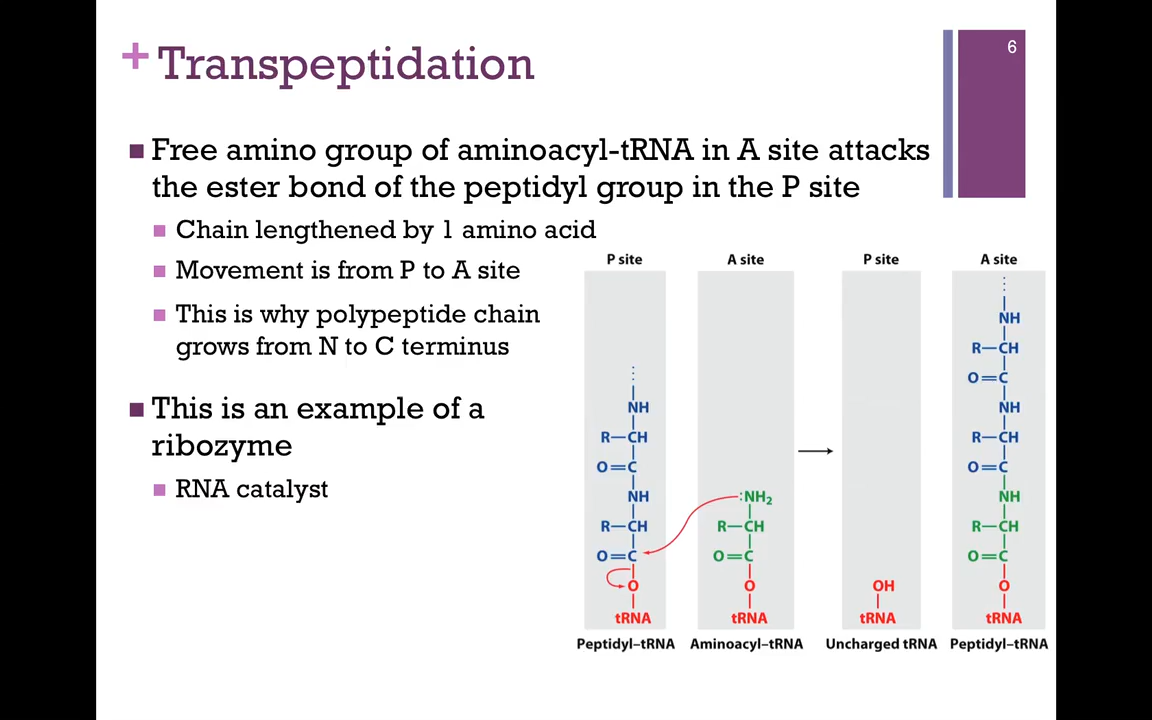 6
+ Transpeptidation
Free amino group of aminoacyl-tRNA in A site attacks
the ester bond of the peptidyl group in the P site
Chain lengthened by 1 amino acid
Movement is from P to A site
This is why polypeptide chain
grows from N to C terminus
This is an example of a
ribozyme
RNA catalyst
P site
NH
R—CH
O=C
NH
R—CH
O=C
O
tRNA
Peptidyl–tRNA
A site
:NH₂
R—CH
O=C
O
tRNA
Aminoacyl–tRNA
P site
OH
tRNA
Uncharged tRNA
A site
NH
R—CH
O=C
NH
R—CH
O=C
NH
R—CH
O=C
O
tRNA
Peptidyl–tRNA